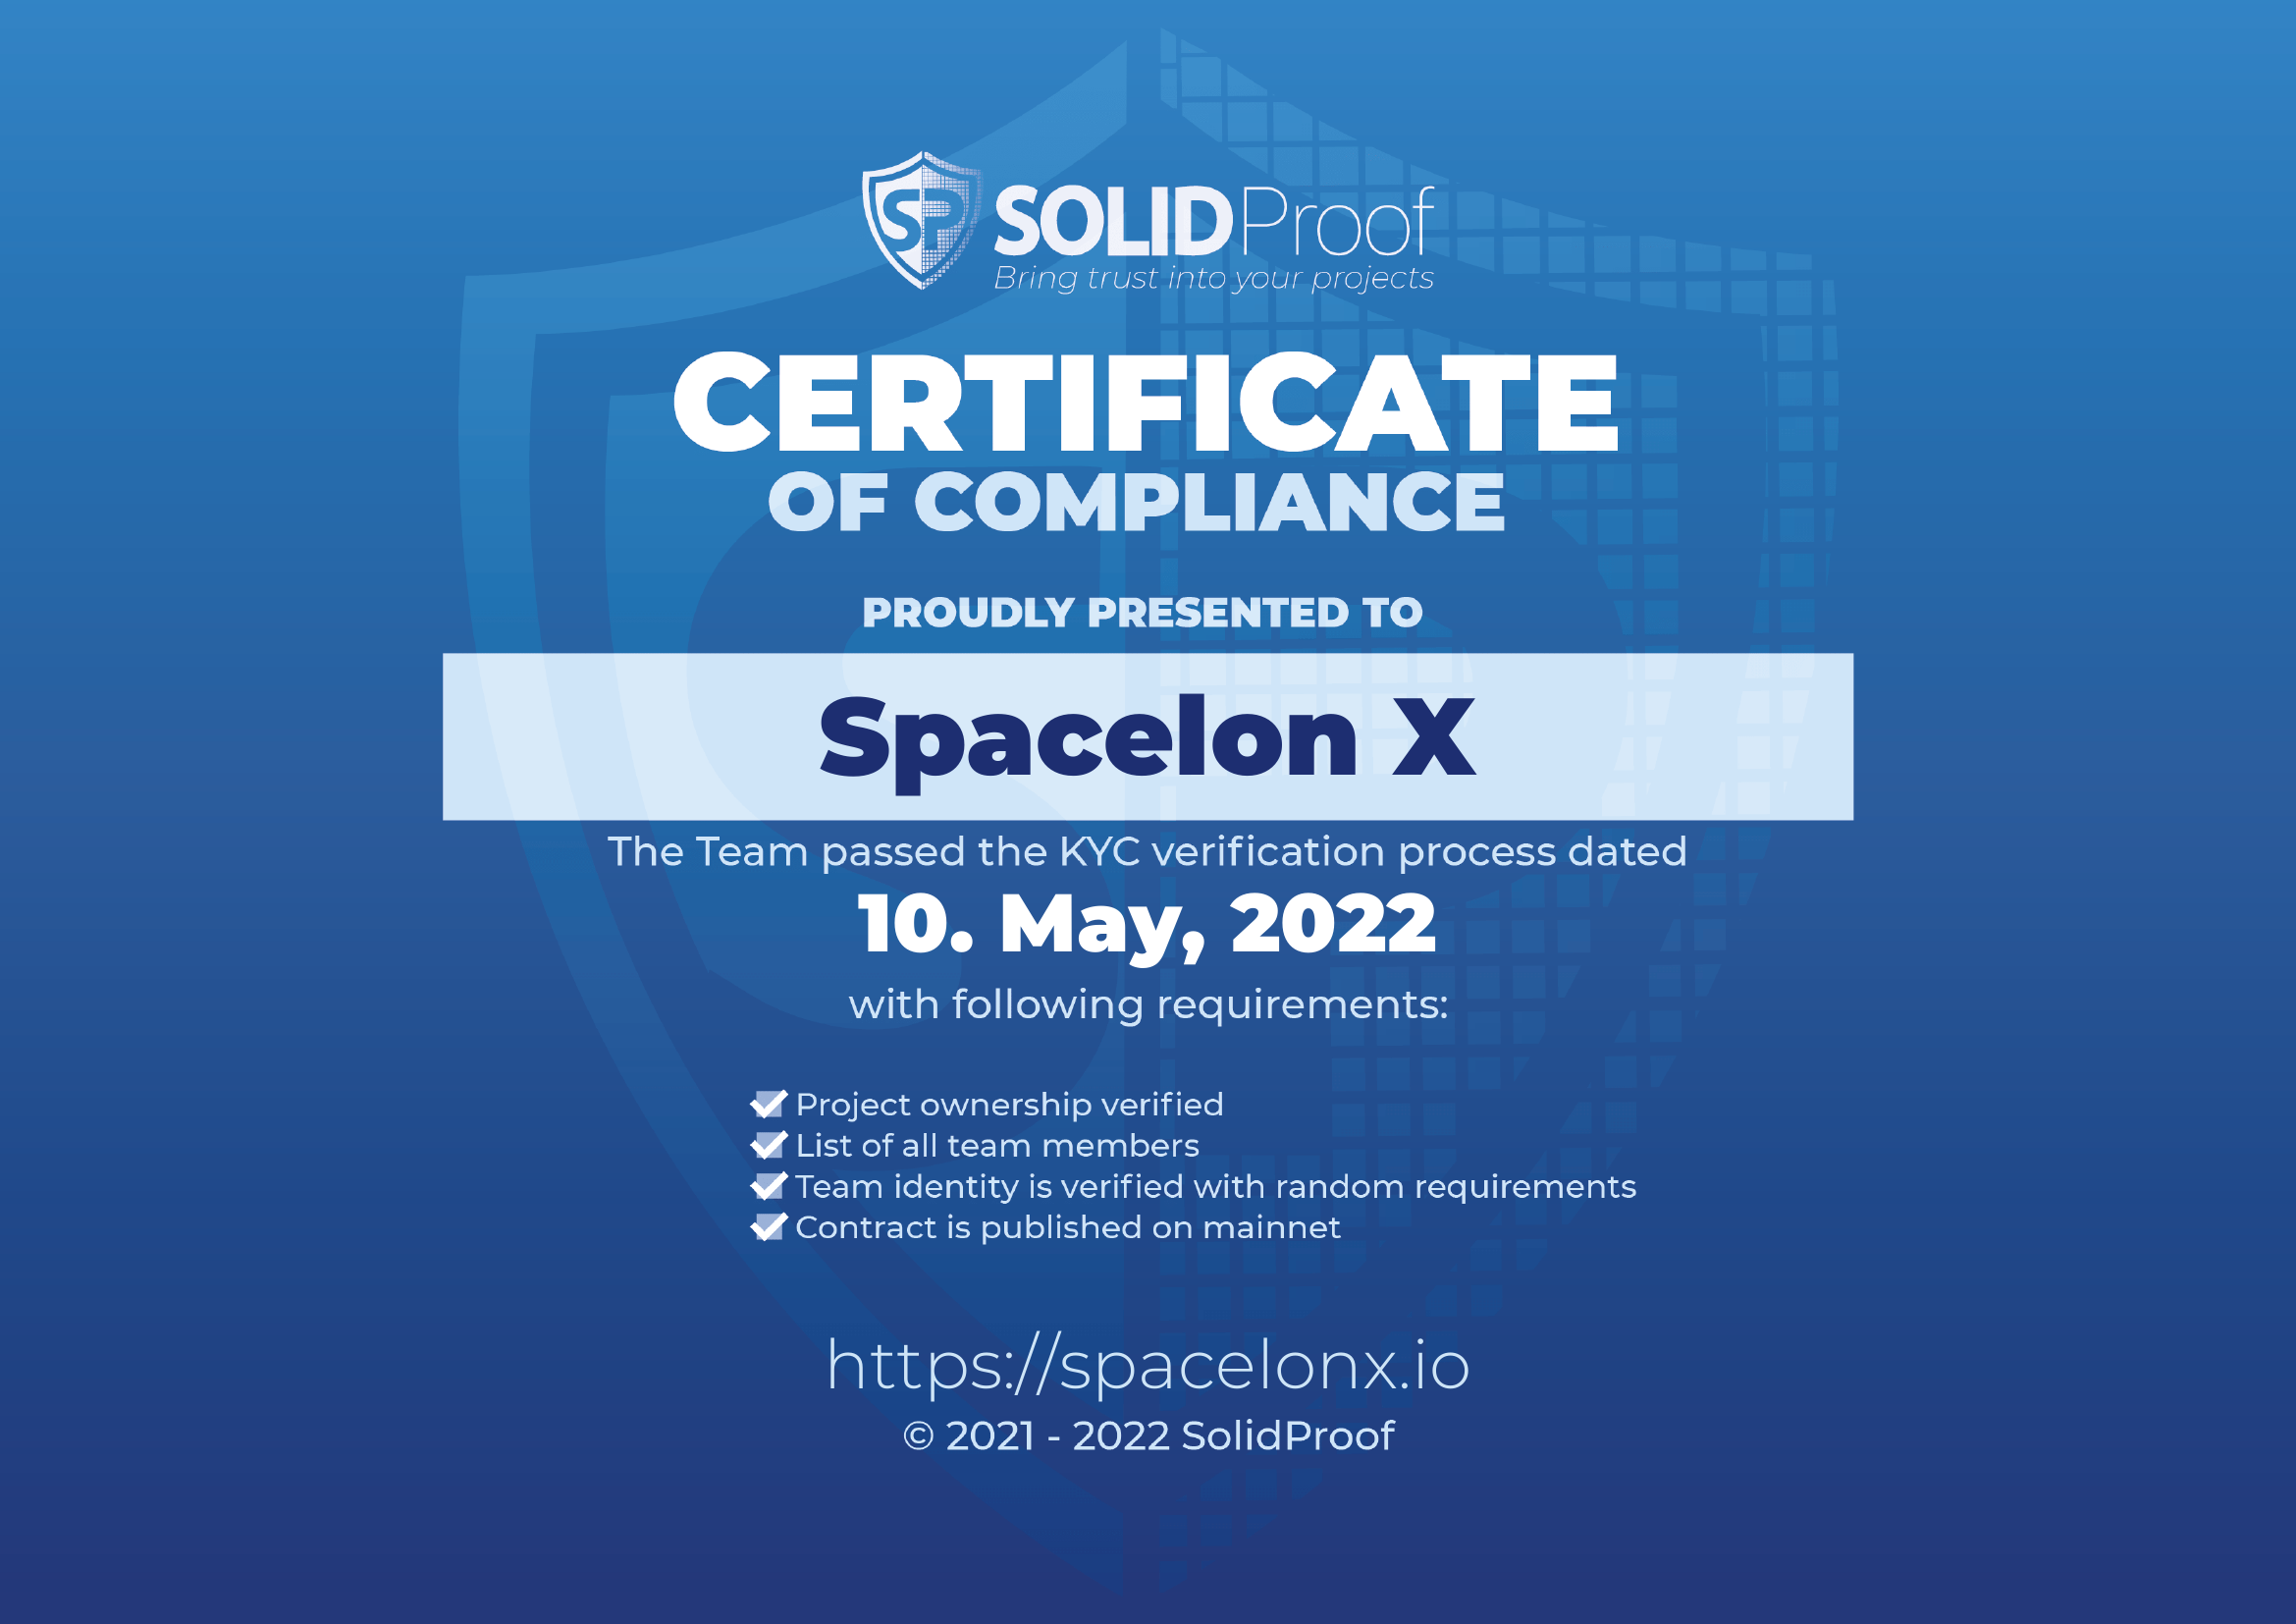 SP SOLIDProof
Bring trust into your projects
CERTIFICATE
OF COMPLIANCE
PROUDLY PRESENTED TO
Spacelon X
The Team passed the KYC verification process dated
10. May, 2022
with following requirements:
Project ownership verified
List of all team members
Team identity is verified with random requirements
Contract is published on mainnet
https://spacelonx.io
© 2021 - 2022 SolidProof